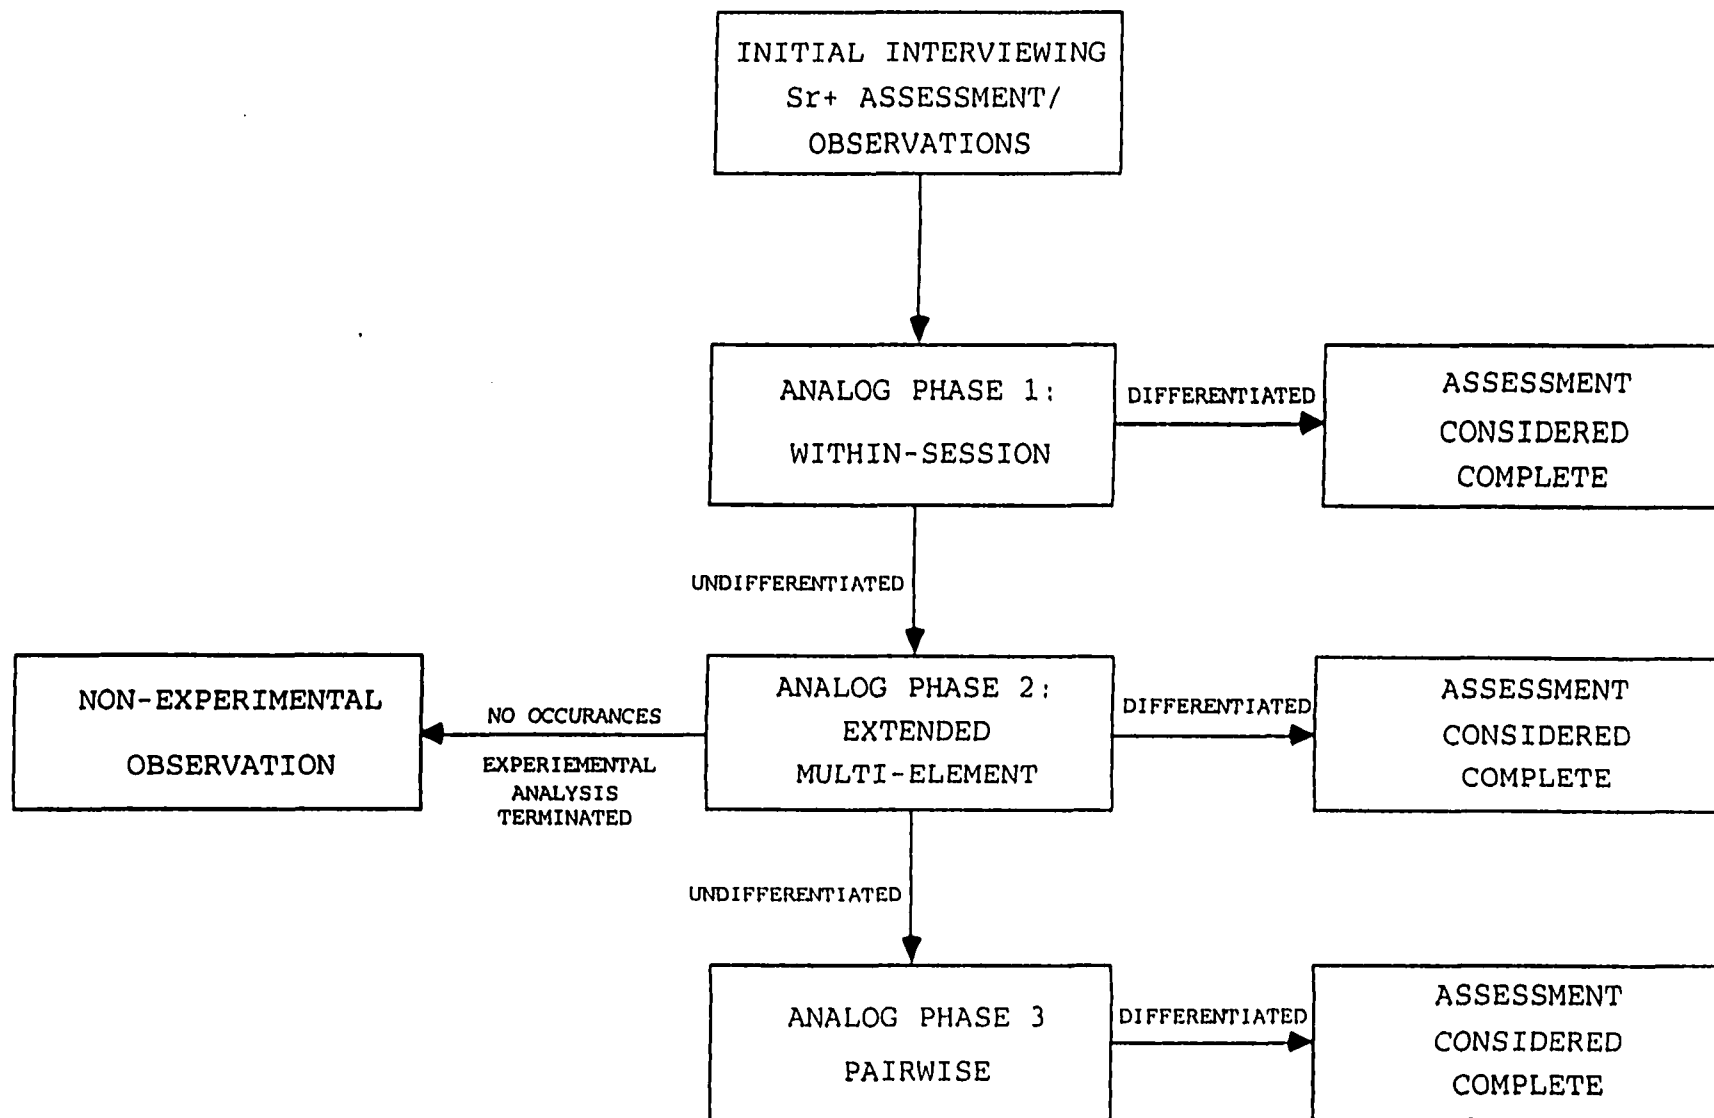 INITIAL INTERVIEWING
Sr+ ASSESSMENT/
OBSERVATIONS
ANALOG PHASE 1:
WITHIN-SESSION
DIFFERENTIATED
ASSESSMENT
CONSIDERED
COMPLETE
UNDIFFERENTIATED
NON-EXPERIMENTAL
OBSERVATION
NO OCCURANCES
EXPERIEMENTAL
ANALYSIS
TERMINATED
ANALOG PHASE 2:
EXTENDED
MULTI-ELEMENT
DIFFERENTIATED
ASSESSMENT
CONSIDERED
COMPLETE
UNDIFFERENTIATED
ANALOG PHASE 3
PAIRWISE
DIFFERENTIATED
ASSESSMENT
CONSIDERED
COMPLETE